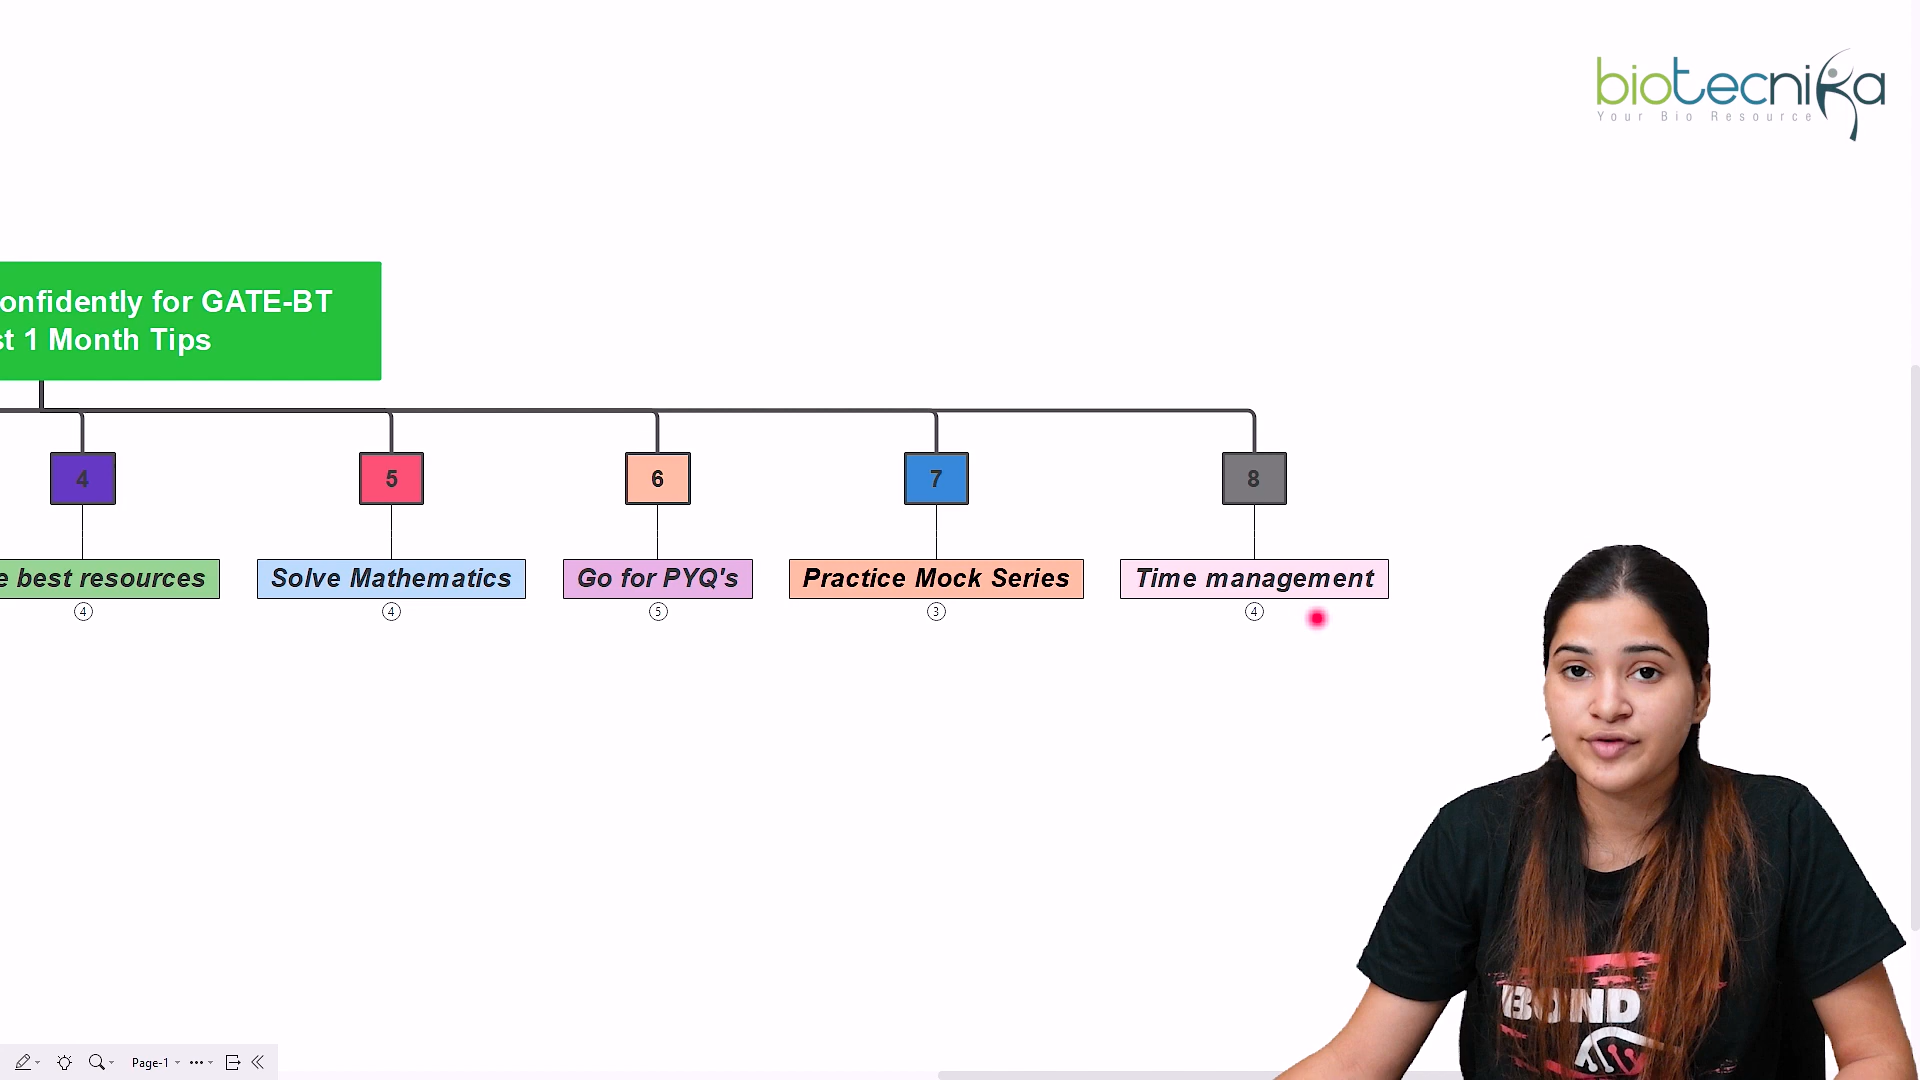 biotecnika
Your Bio Resource
onfidently for GATE-BT
st 1 Month Tips
4
5
6
7
8
e best resources
Solve Mathematics
Go for PYQ's
Practice Mock Series
Time management
4
4
5
3
4
BOND
Page-1